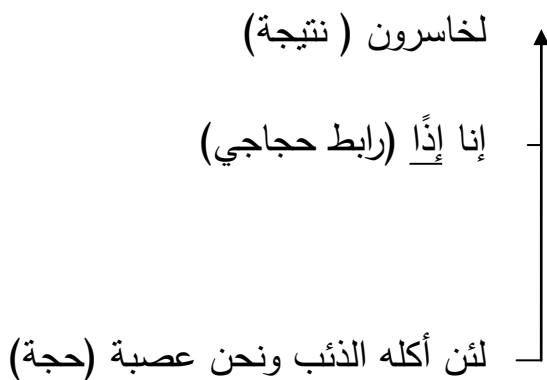 لخاسرون ( نتيجة)
إنا إذًا (رابط حجاجي)
لئن أكله الذئب ونحن عصبة (حجة)